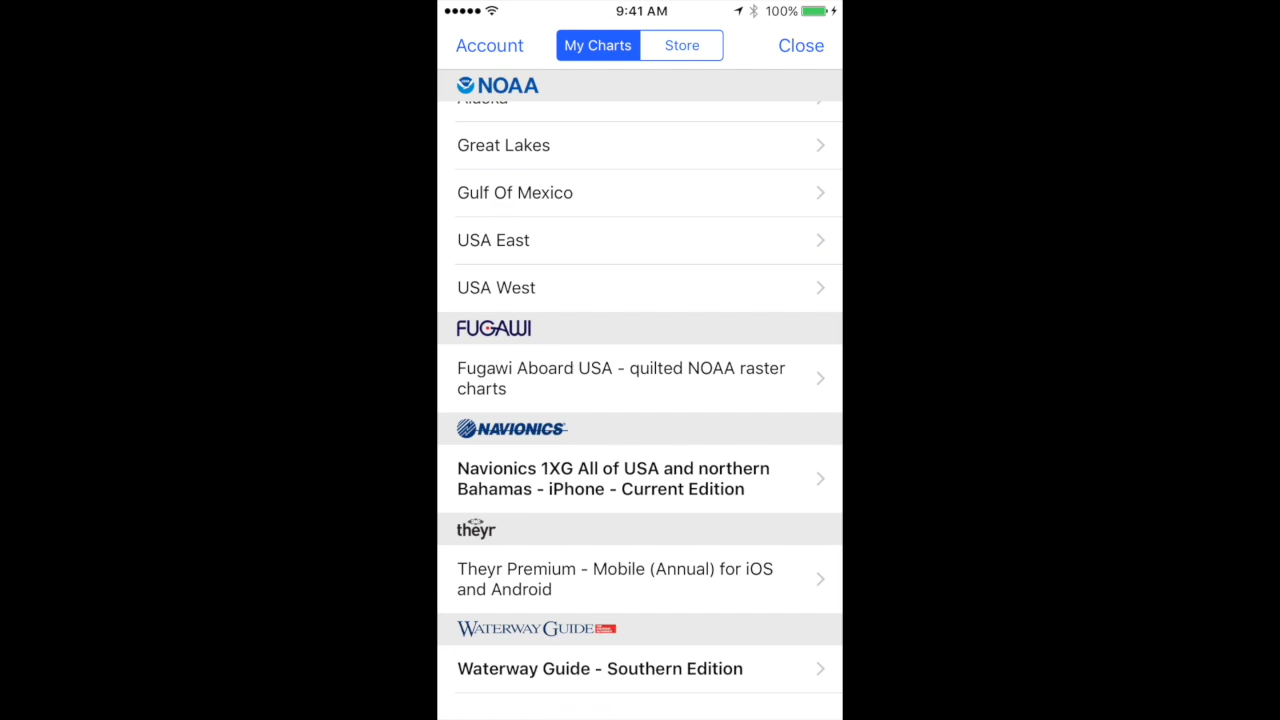 9:41 AM
100%
Account
My Charts
Store
Close
NOAA
Alaska
Great Lakes
Gulf Of Mexico
USA East
USA West
FUGAWI
Fugawi Aboard USA - quilted NOAA raster
charts
NAVIONICS
Navionics 1XG All of USA and northern
Bahamas - iPhone - Current Edition
theyr
Theyr Premium - Mobile (Annual) for iOS
and Android
WATERWAY GUIDE
Waterway Guide - Southern Edition